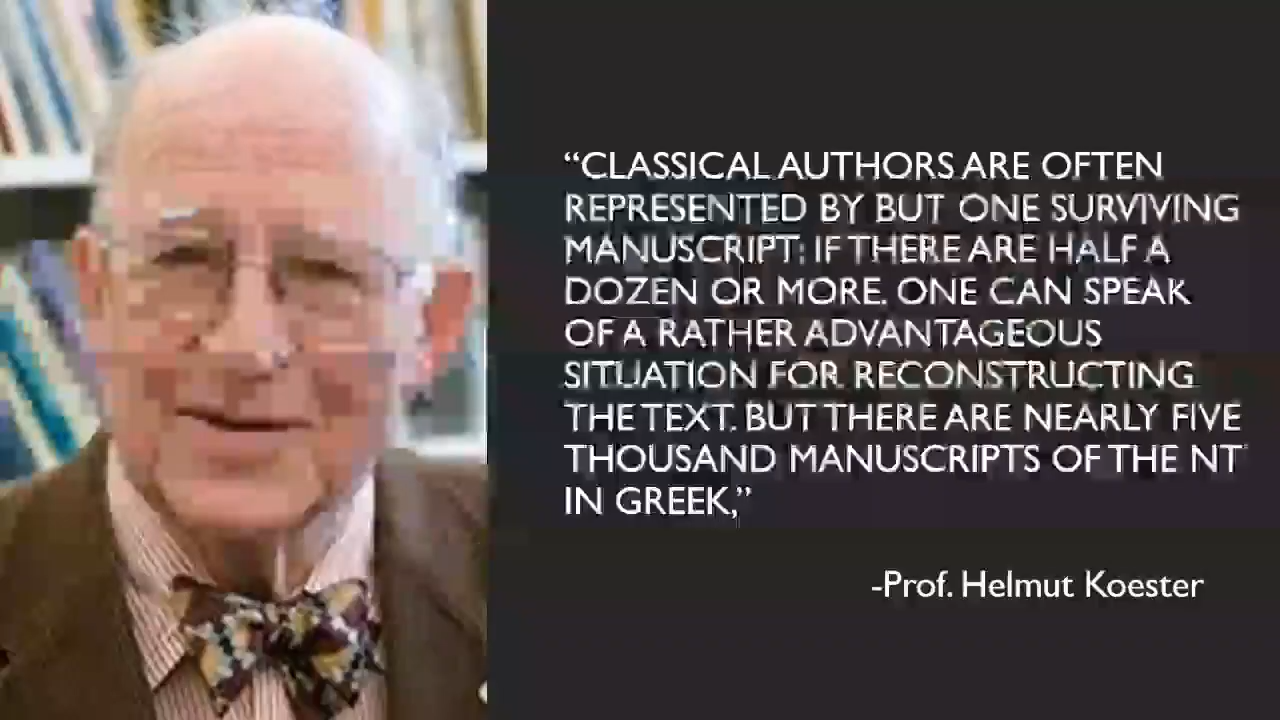 “CLASSICAL AUTHORS ARE OFTEN
REPRESENTED BY BUT ONE SURVIVING
MANUSCRIPT; IF THERE ARE HALF A
DOZEN OR MORE. ONE CAN SPEAK
OF A RATHER ADVANTAGEOUS
SITUATION FOR RECONSTRUCTING
THE TEXT. BUT THERE ARE NEARLY FIVE
THOUSAND MANUSCRIPTS OF THE NT
IN GREEK,”
-Prof. Helmut Koester